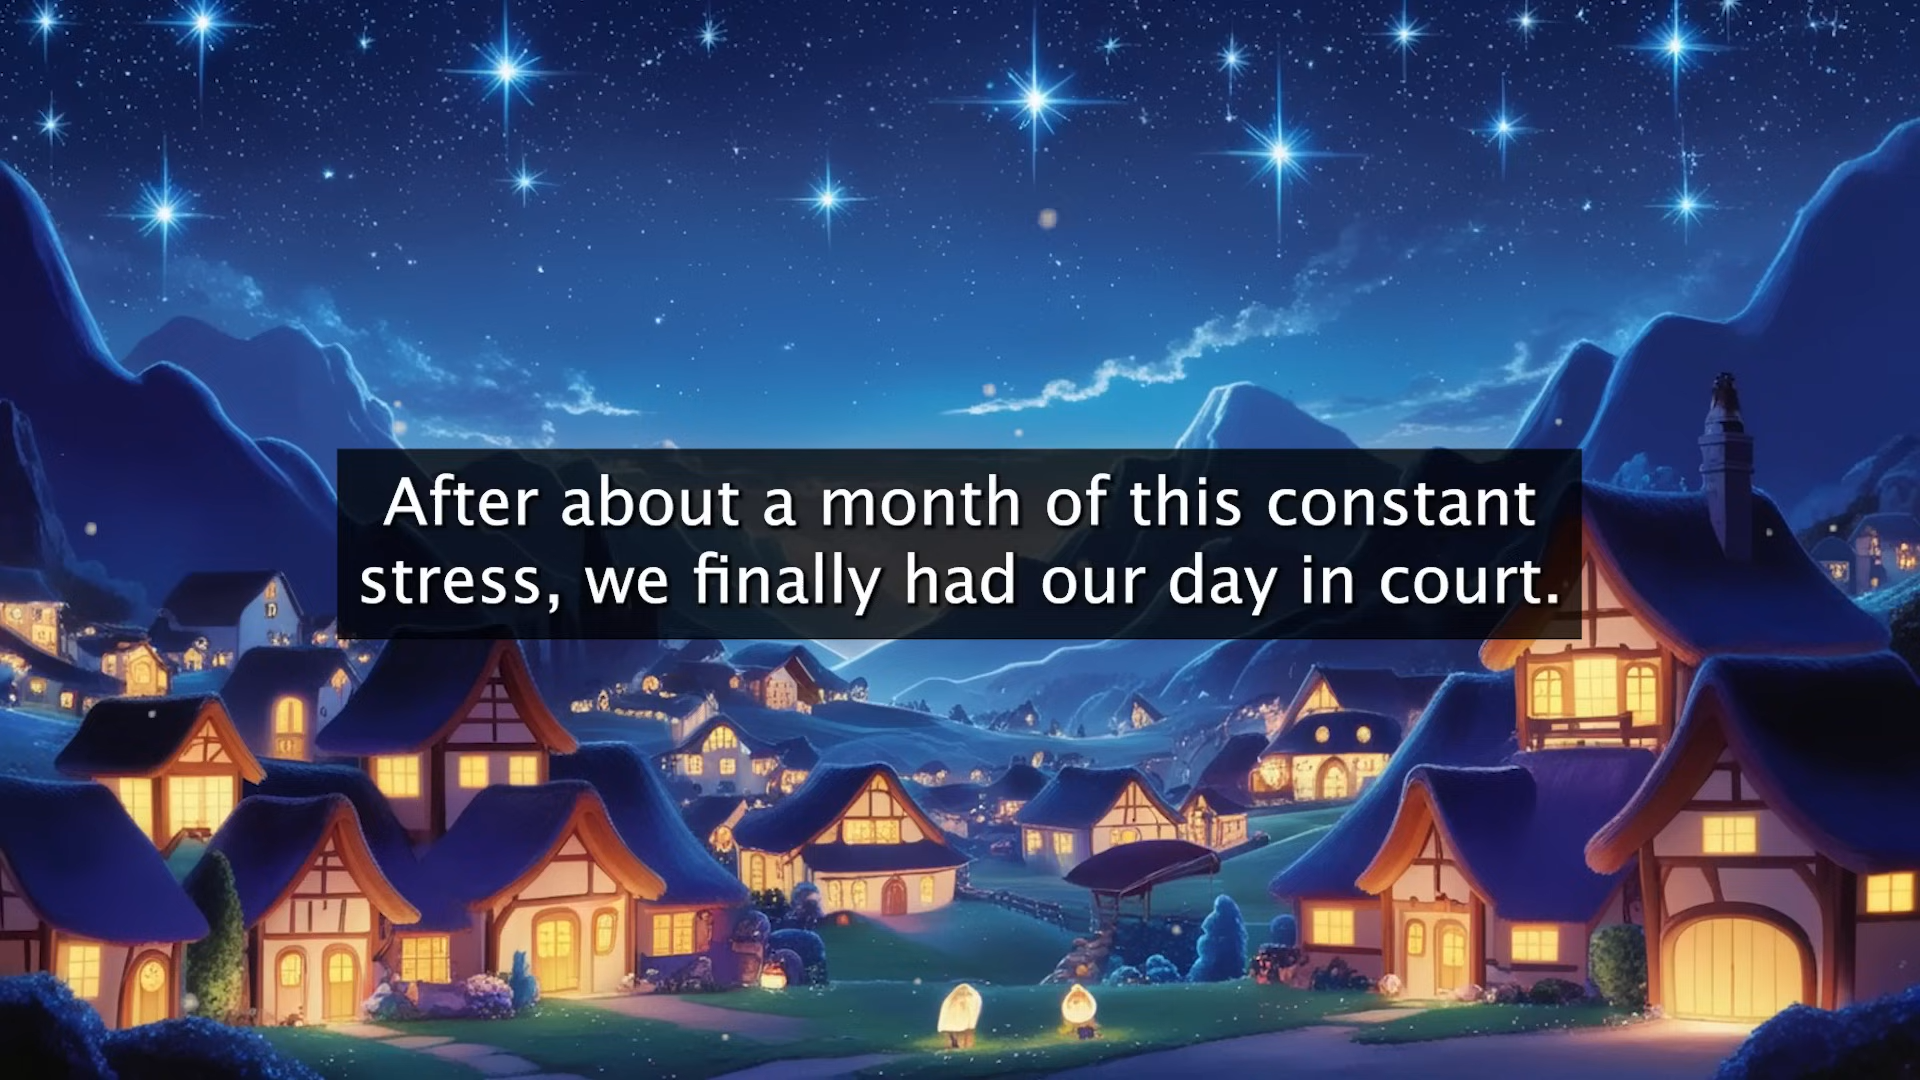 After about a month of this constant
stress, we finally had our day in court.